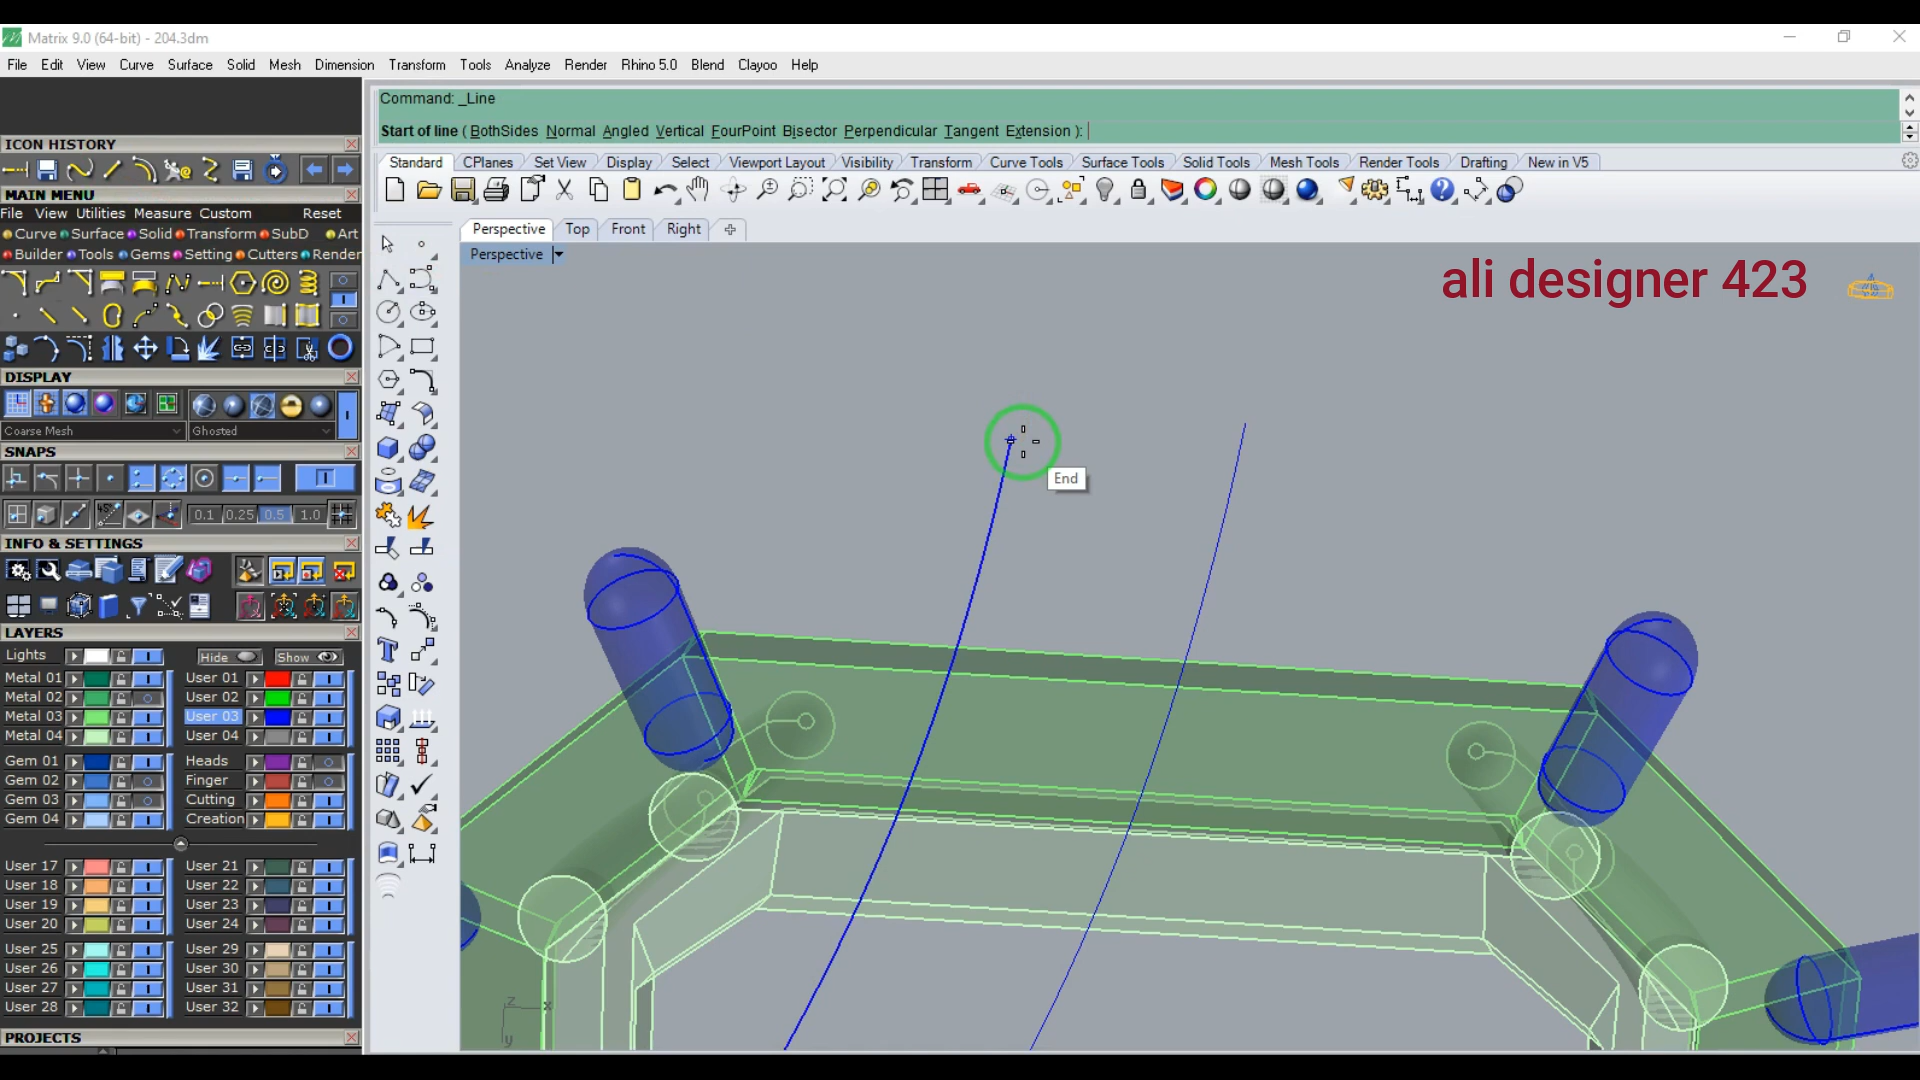 Matrix 9.0 (64-bit) - 204.3dm
File Edit View Curve Surface Solid Mesh Dimension Transform Tools Analyze Render Rhino 5.0 Blend Clayoo Help
Command: _Line
Start of line ( BothSides Normal Angled Vertical FourPoint Bisector Perpendicular Tangent Extension ):
Standard CPlanes Set View Display Select Viewport Layout Visibility Transform Curve Tools Surface Tools Solid Tools Mesh Tools Render Tools Drafting New in V5
Perspective Top Front Right
Perspective
ali designer 423
End
z x
y
ICON HISTORY
MAIN MENU
File View Utilities Measure Custom Reset
Curve Surface Solid Transform SubD Art
Builder Tools Gems Setting Cutters Render
DISPLAY
Coarse Mesh Ghosted
SNAPS
45°
0.1 0.25 0.5 1.0
INFO & SETTINGS
LAYERS
Lights Hide Show
Metal 01 User 01
Metal 02 User 02
Metal 03 User 03
Metal 04 User 04
Gem 01 Heads
Gem 02 Finger
Gem 03 Cutting
Gem 04 Creation
User 17 User 21
User 18 User 22
User 19 User 23
User 20 User 24
User 25 User 29
User 26 User 30
User 27 User 31
User 28 User 32
PROJECTS